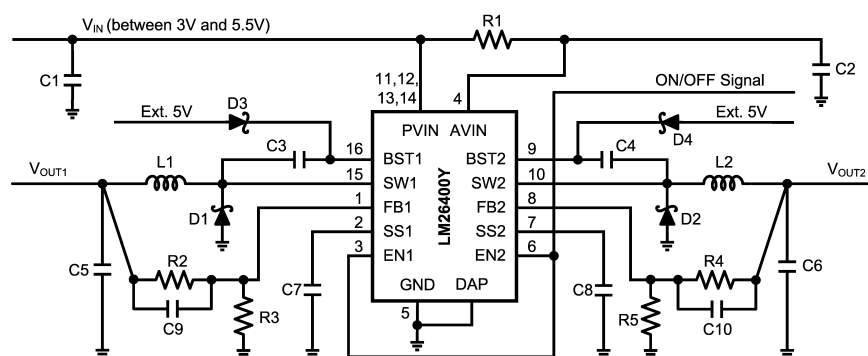 V_IN (between 3V and 5.5V)
R1
C1
C2
11,12,
13,14
4
ON/OFF Signal
D3
Ext. 5V
Ext. 5V
D4
PVIN AVIN
C3
C4
16
BST1
BST2
9
L1
L2
V_OUT1
15
SW1
SW2
10
V_OUT2
D1
1
FB1
FB2
8
D2
LM26400Y
2
SS1
SS2
7
C5
R2
3
EN1
EN2
6
R4
C6
C7
C8
C9
R3
GND DAP
5
R5
C10